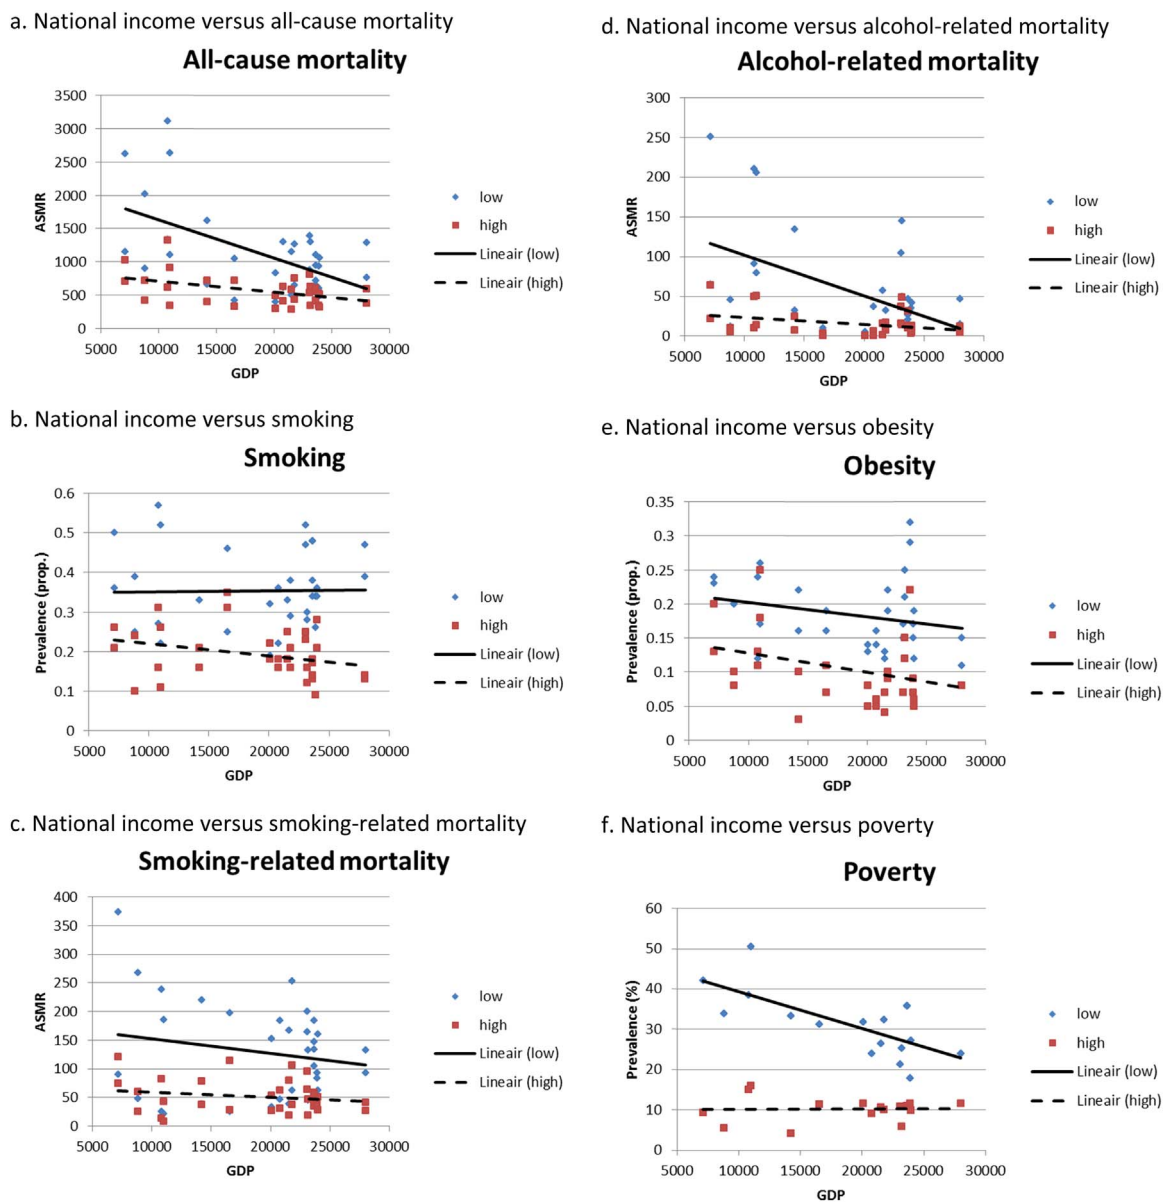 a. National income versus all-cause mortality
All-cause mortality
3500
3000
2500
2000
1500
1000
500
0
ASMR
5000 10000 15000 20000 25000 30000
GDP
low
high
Lineair (low)
Lineair (high)
b. National income versus smoking
Smoking
0.6
0.5
0.4
0.3
0.2
0.1
0
Prevalence (prop.)
5000 10000 15000 20000 25000 30000
GDP
low
high
Lineair (low)
Lineair (high)
c. National income versus smoking-related mortality
Smoking-related mortality
400
350
300
250
200
150
100
50
0
ASMR
5000 10000 15000 20000 25000 30000
GDP
low
high
Lineair (low)
Lineair (high)
d. National income versus alcohol-related mortality
Alcohol-related mortality
300
250
200
150
100
50
0
ASMR
5000 10000 15000 20000 25000 30000
GDP
low
high
Lineair (low)
Lineair (high)
e. National income versus obesity
Obesity
0.35
0.3
0.25
0.2
0.15
0.1
0.05
0
Prevalence (prop.)
5000 10000 15000 20000 25000 30000
GDP
low
high
Lineair (low)
Lineair (high)
f. National income versus poverty
Poverty
60
50
40
30
20
10
0
Prevalence (%)
5000 10000 15000 20000 25000 30000
GDP
low
high
Lineair (low)
Lineair (high)